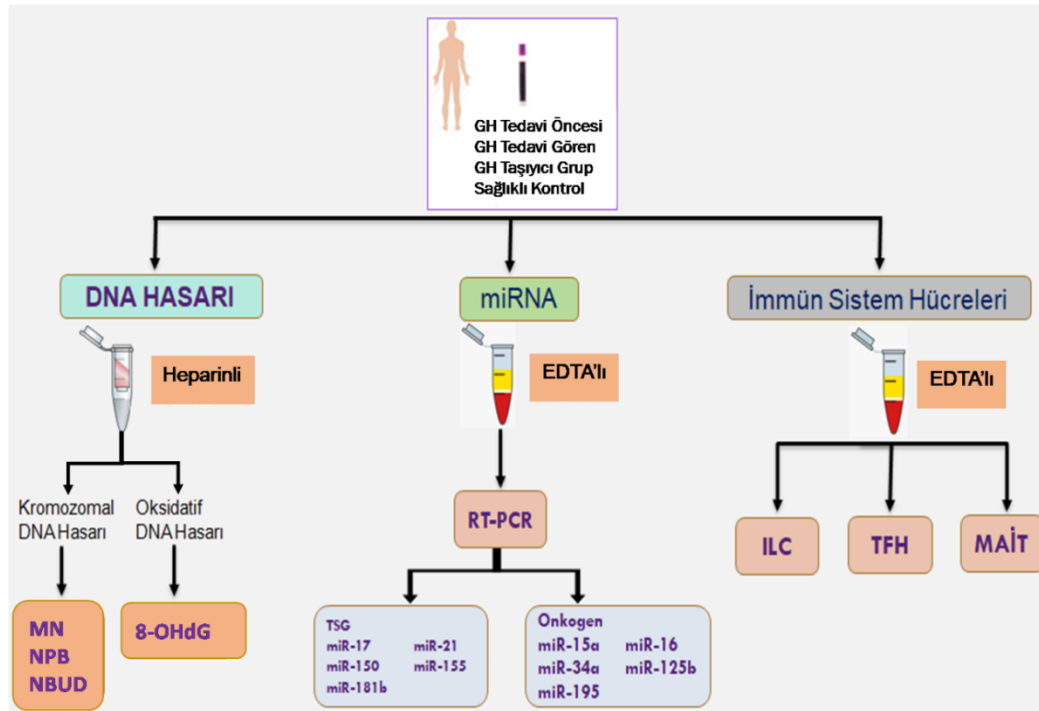 GH Tedavi Öncesi
GH Tedavi Gören
GH Taşıyıcı Grup
Sağlıklı Kontrol
DNA HASARI
miRNA
İmmün Sistem Hücreleri
Heparinli
EDTA'lı
EDTA'lı
Kromozomal
DNA Hasarı
Oksidatif
DNA Hasarı
MN
NPB
NBUD
8-OHdG
RT-PCR
TSG
miR-17 miR-21
miR-150 miR-155
miR-181b
Onkogen
miR-15a miR-16
miR-34a miR-125b
miR-195
ILC
TFH
MAİT